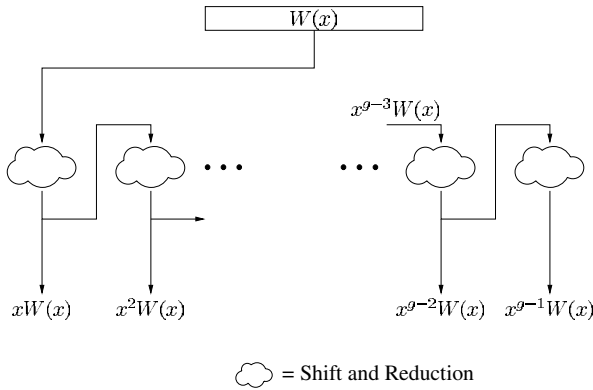 W(x)
x^{g-3}W(x)
• • •
• • •
xW(x)
x^2W(x)
x^{g-2}W(x)
x^{g-1}W(x)
= Shift and Reduction